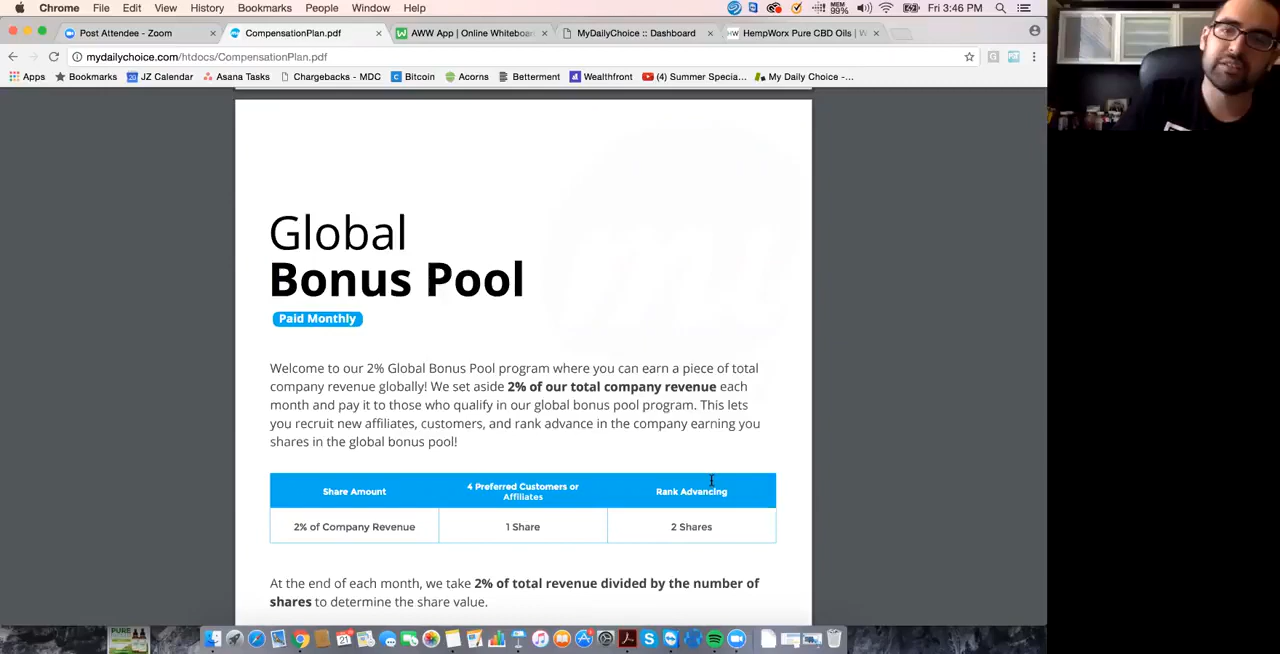 Chrome File Edit View History Bookmarks People Window Help MEM 99% Fri 3:46 PM
Post Attendee - Zoom CompensationPlan.pdf AWW App | Online Whiteboa MyDailyChoice :: Dashboard HW HempWorx Pure CBD Oils | W
mydailychoice.com/htdocs/CompensationPlan.pdf
Apps Bookmarks 20 JZ Calendar Asana Tasks Chargebacks - MDC Bitcoin Acorns Betterment Wealthfront (4) Summer Specia... My Daily Choice -...
Global
Bonus Pool
Paid Monthly
Welcome to our 2% Global Bonus Pool program where you can earn a piece of total
company revenue globally! We set aside 2% of our total company revenue each
month and pay it to those who qualify in our global bonus pool program. This lets
you recruit new affiliates, customers, and rank advance in the company earning you
shares in the global bonus pool!
Share Amount 4 Preferred Customers or Affiliates Rank Advancing
2% of Company Revenue 1 Share 2 Shares
At the end of each month, we take 2% of total revenue divided by the number of
shares to determine the share value.
PURE 21